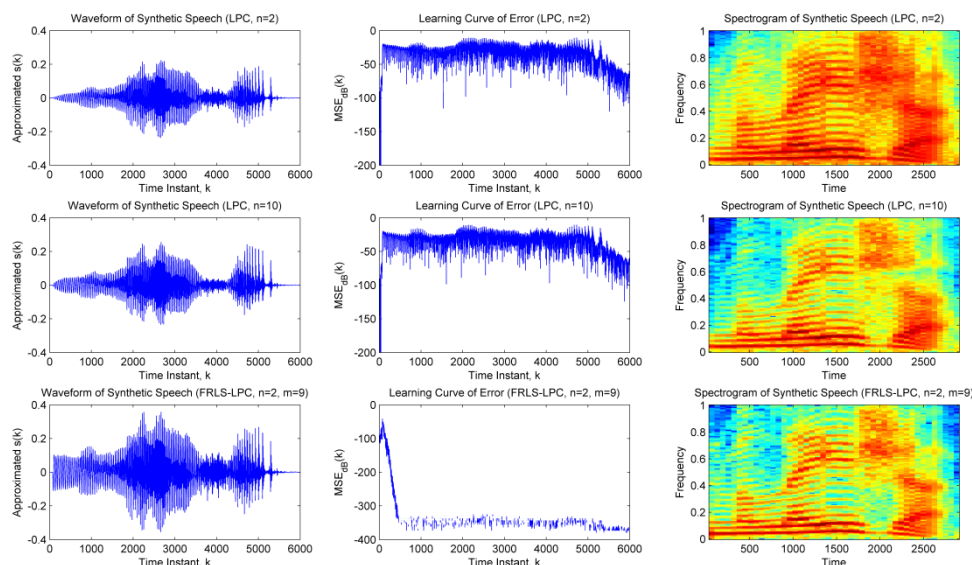 Waveform of Synthetic Speech (LPC, n=2)
Approximated s(k)
0.4
0.2
0
-0.2
-0.4
0 1000 2000 3000 4000 5000 6000
Time Instant, k
Learning Curve of Error (LPC, n=2)
MSE_dB(k)
0
-50
-100
-150
-200
0 1000 2000 3000 4000 5000 6000
Time Instant, k
Spectrogram of Synthetic Speech (LPC, n=2)
Frequency
1
0.8
0.6
0.4
0.2
0
500 1000 1500 2000 2500
Time
Waveform of Synthetic Speech (LPC, n=10)
Approximated s(k)
0.4
0.2
0
-0.2
-0.4
0 1000 2000 3000 4000 5000 6000
Time Instant, k
Learning Curve of Error (LPC, n=10)
MSE_dB(k)
0
-50
-100
-150
-200
0 1000 2000 3000 4000 5000 6000
Time Instant, k
Spectrogram of Synthetic Speech (LPC, n=10)
Frequency
1
0.8
0.6
0.4
0.2
0
500 1000 1500 2000 2500
Time
Waveform of Synthetic Speech (FRLS-LPC, n=2, m=9)
Approximated s(k)
0.4
0.2
0
-0.2
-0.4
0 1000 2000 3000 4000 5000 6000
Time Instant, k
Learning Curve of Error (FRLS-LPC, n=2, m=9)
MSE_dB(k)
0
-100
-200
-300
-400
0 1000 2000 3000 4000 5000 6000
Time Instant, k
Spectrogram of Synthetic Speech (FRLS-LPC, n=2, m=9)
Frequency
1
0.8
0.6
0.4
0.2
0
500 1000 1500 2000 2500
Time